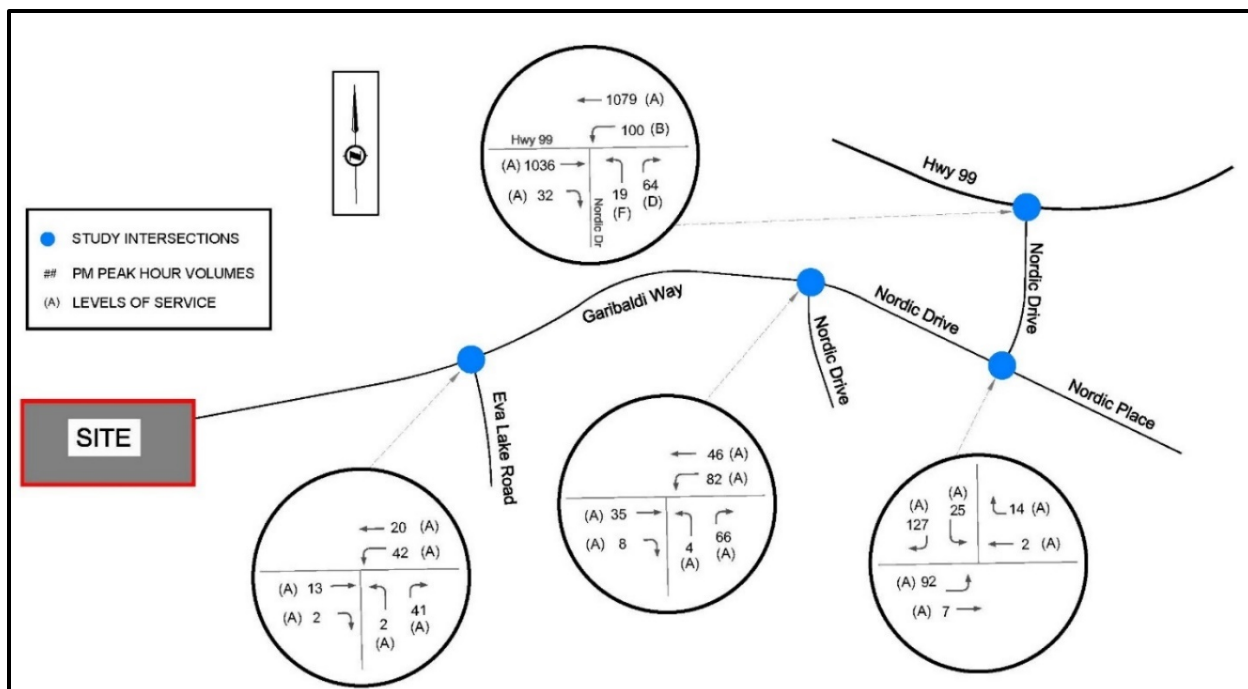 STUDY INTERSECTIONS
## PM PEAK HOUR VOLUMES
(A) LEVELS OF SERVICE
1079 (A)
100 (B)
Hwy 99
(A) 1036
(A) 32
19
(F)
64
(D)
Nordic Dr
Hwy 99
Nordic Drive
Garibaldi Way
Nordic Drive
Nordic Drive
Nordic Place
Eva Lake Road
SITE
20 (A)
42 (A)
(A) 13
(A) 2
2
(A)
41
(A)
46 (A)
82 (A)
(A) 35
(A) 8
4
(A)
66
(A)
(A)
127
(A)
25
14 (A)
2 (A)
(A) 92
(A) 7